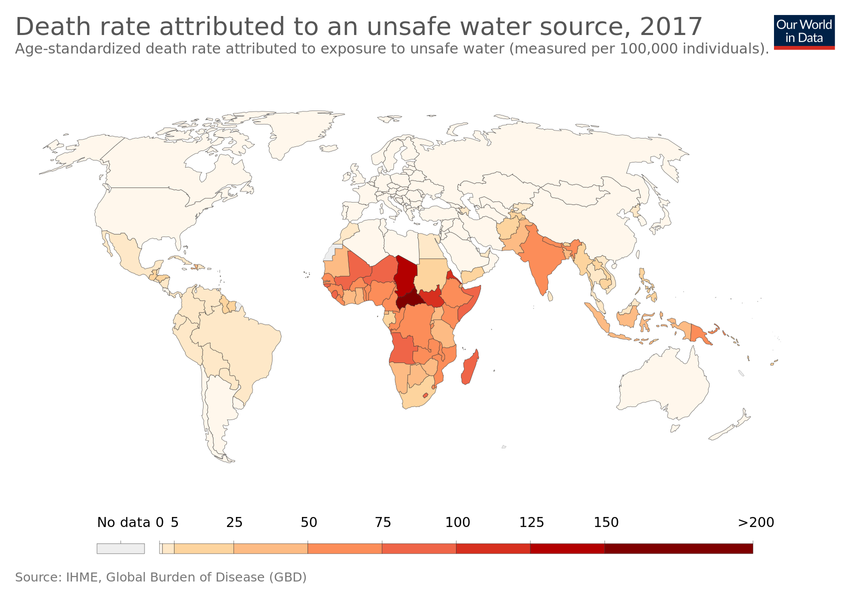 Death rate attributed to an unsafe water source, 2017
Age-standardized death rate attributed to exposure to unsafe water (measured per 100,000 individuals).
Our World
in Data
No data 0 5 25 50 75 100 125 150 >200
Source: IHME, Global Burden of Disease (GBD)